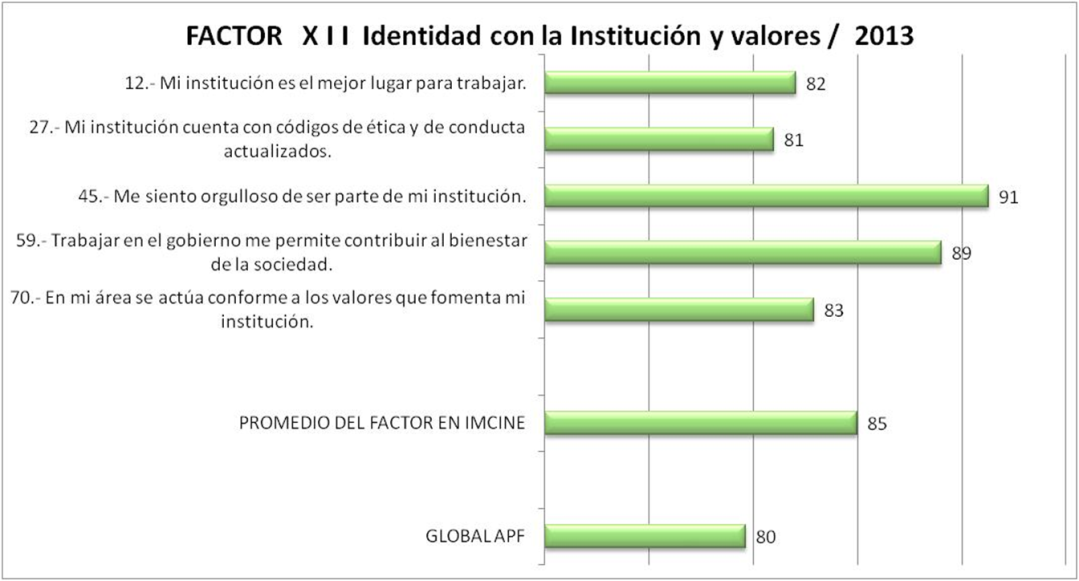 FACTOR X I I Identidad con la Institución y valores / 2013
12.- Mi institución es el mejor lugar para trabajar.
82
27.- Mi institución cuenta con códigos de ética y de conducta
actualizados.
81
45.- Me siento orgulloso de ser parte de mi institución.
91
59.- Trabajar en el gobierno me permite contribuir al bienestar
de la sociedad.
89
70.- En mi área se actúa conforme a los valores que fomenta mi
institución.
83
PROMEDIO DEL FACTOR EN IMCINE
85
GLOBAL APF
80